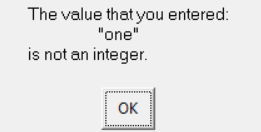 The value that you entered:
"one"
is not an integer.
OK